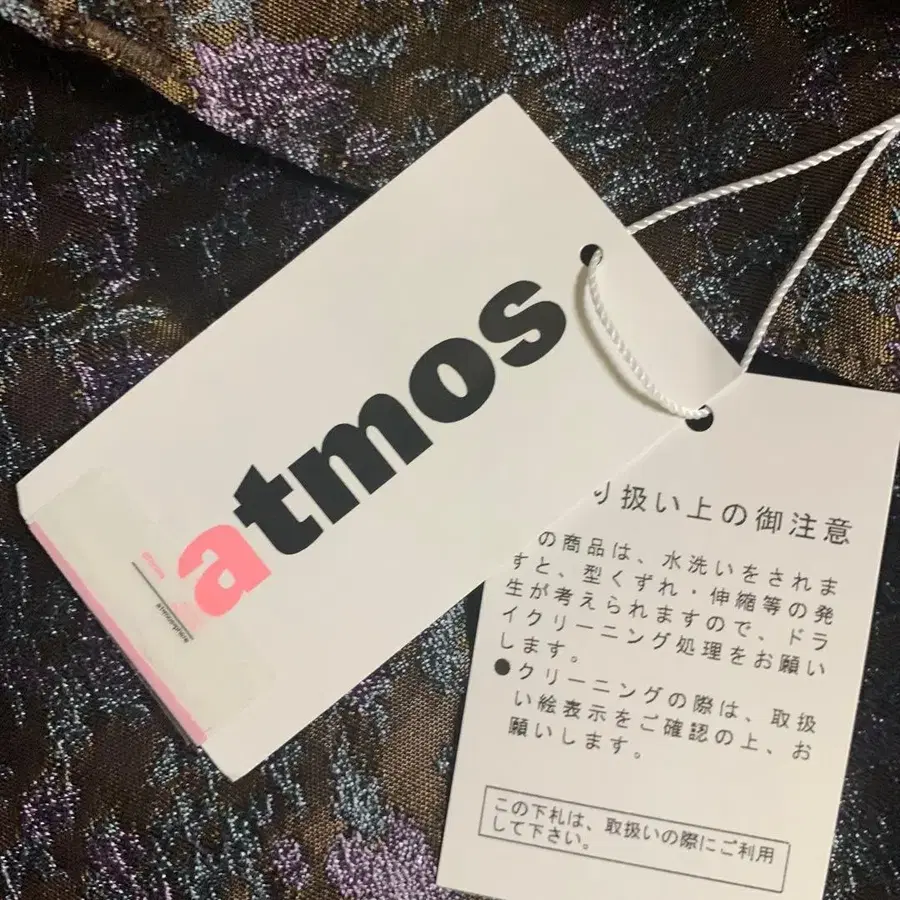 atmos
り扱い上の御注意
の商品は、水洗いをされま
すと、型くずれ・伸縮等の発
生が考えられますので、ドラ
イクリーニング処理をお願い
します。
●クリーニングの際は、取扱
い絵表示をご確認の上、お
願いします。
この下札は、取扱いの際にご利用
して下さい。